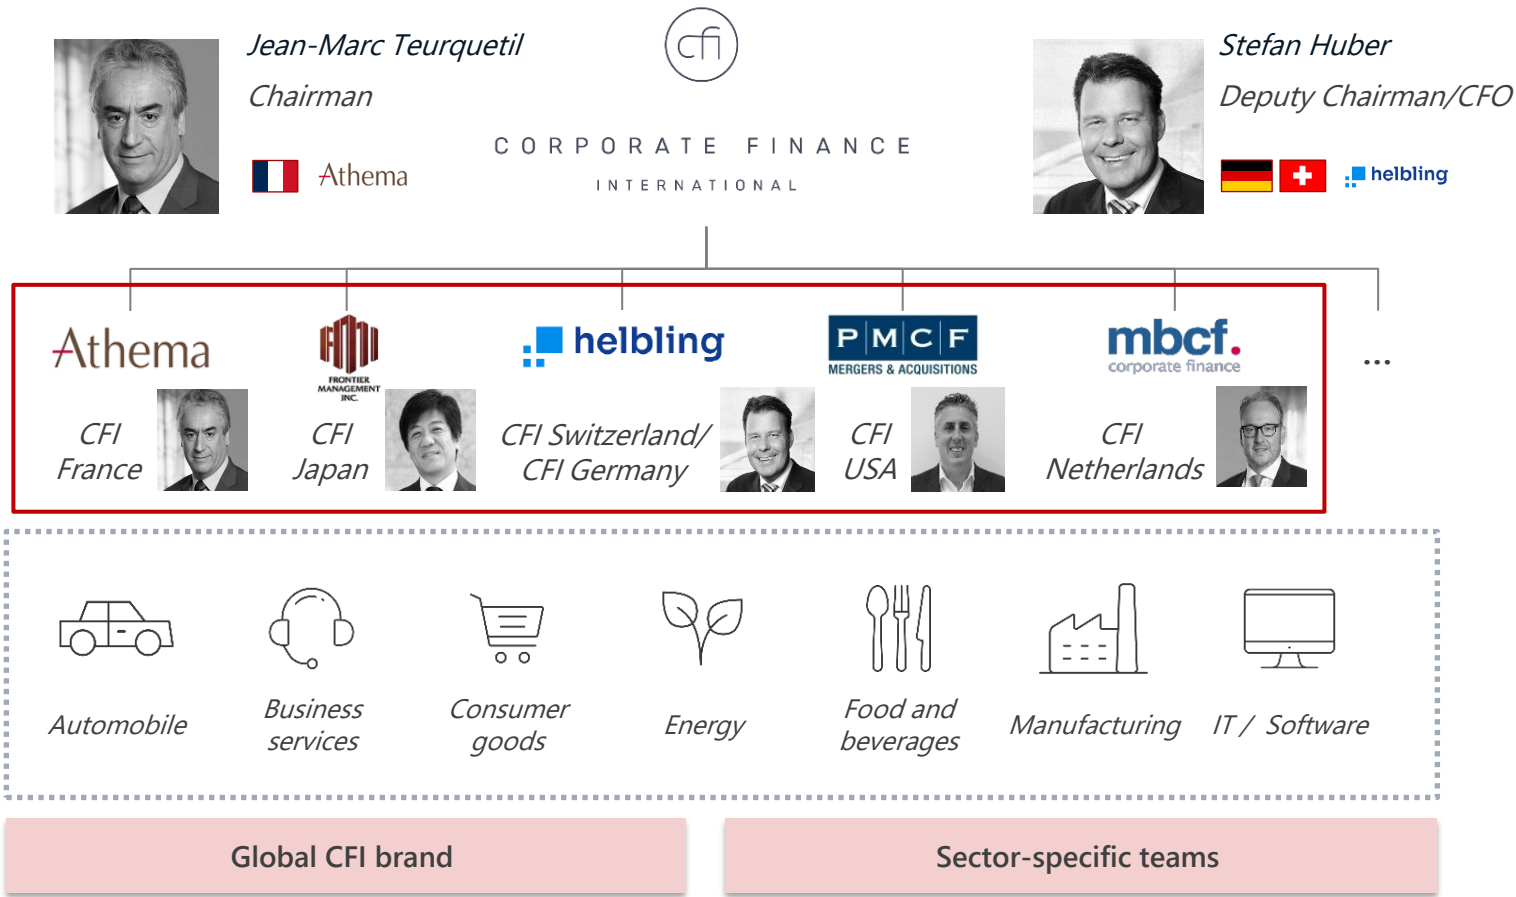 Jean-Marc Teurquetil
Chairman
Athema
cfi
CORPORATE FINANCE
INTERNATIONAL
Stefan Huber
Deputy Chairman/CFO
helbling
Athema
FMI
FRONTIER
MANAGEMENT
INC.
helbling
P|M|C|F
MERGERS & ACQUISITIONS
mbcf.
corporate finance
...
CFI
France
CFI
Japan
CFI Switzerland/
CFI Germany
CFI
USA
CFI
Netherlands
Automobile
Business
services
Consumer
goods
Energy
Food and
beverages
Manufacturing
IT / Software
Global CFI brand
Sector-specific teams